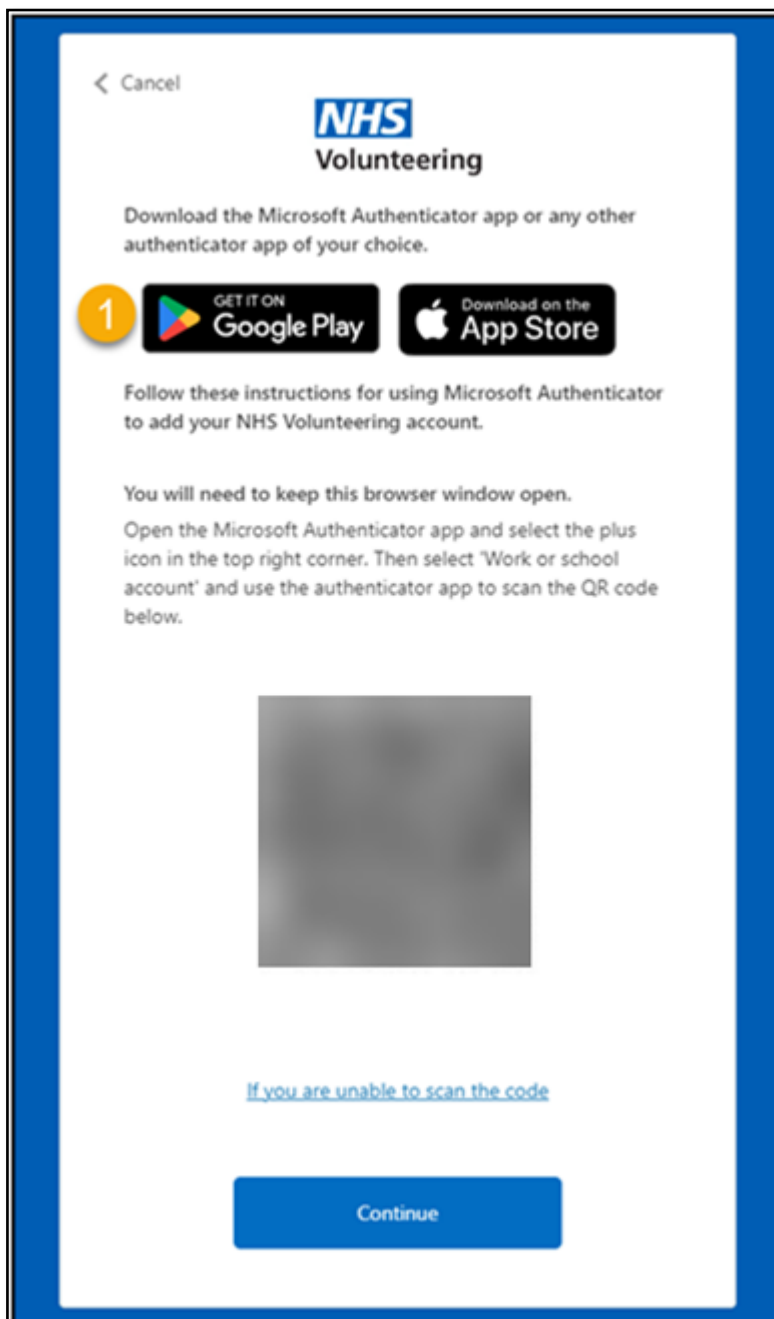 Cancel
NHS
Volunteering
Download the Microsoft Authenticator app or any other
authenticator app of your choice.
1
GET IT ON
Google Play
Download on the
App Store
Follow these instructions for using Microsoft Authenticator
to add your NHS Volunteering account.
You will need to keep this browser window open.
Open the Microsoft Authenticator app and select the plus
icon in the top right corner. Then select 'Work or school
account' and use the authenticator app to scan the QR code
below.
If you are unable to scan the code
Continue